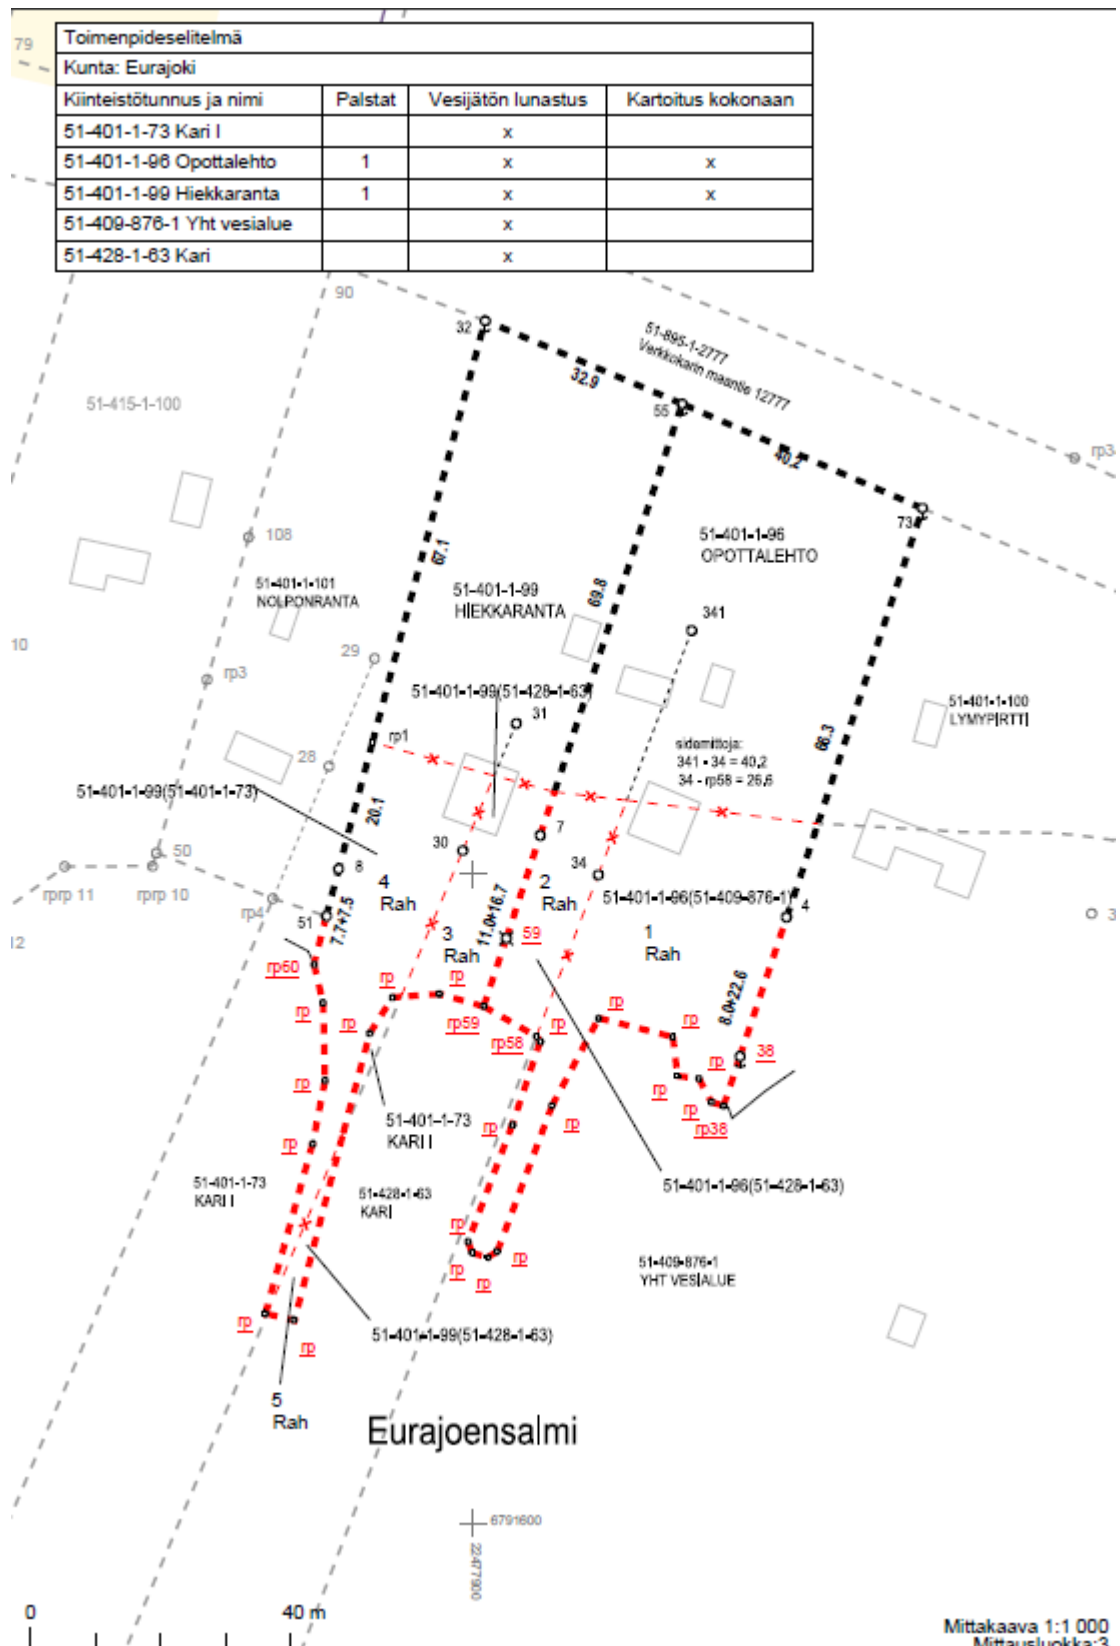 79
Toimenpideselitelmä
Kunta: Eurajoki
Kiinteistötunnus ja nimi Palstat Vesijätön lunastus Kartoitus kokonaan
51-401-1-73 Kari I x
51-401-1-96 Opottalehto 1 x x
51-401-1-99 Hiekkaranta 1 x x
51-409-876-1 Yht vesialue x
51-428-1-63 Kari x
90
32
51-895-1-2777
Verkkokarin maantie 12777
32.9
55
51-415-1-100
40.2
rp3
73
108
67.1
51-401-1-96
OPOTTALEHTO
51-401-1-101
NOLPONRANTA
51-401-1-99
HIEKKARANTA
69.8
341
10
29
rp3
51-401-1-99(51-428-1-63)
51-401-1-100
LYMYPIRTTI
31
rp1
66.3
sidemittoja:
341 - 34 = 40,2
34 - rp58 = 26,6
28
51-401-1-99(51-401-1-73)
20.1
7
50
30
8
34
rprp 11
rprp 10
4
Rah
2
Rah
51-401-1-96(51-409-876-1)
4
rp4
51
7.7+7.5
11.0+16.7
3
Rah
59
1
Rah
3
12
rp60
8.0+22.6
rp
rp
rp
rp
rp
rp59
rp58
rp
rp
rp
38
rp
rp
rp
rp38
51-401-1-73
KARI I
rp
rp
rp
51-401-1-73
KARI I
51-428-1-63
KARI
51-401-1-96(51-428-1-63)
rp
rp
rp
rp
51-409-876-1
YHT VESIALUE
rp
rp
51-401-1-99(51-428-1-63)
5
Rah
Eurajoensalmi
6791600
22477900
0
40 m
Mittakaava 1:1 000
Mittausluokka:3